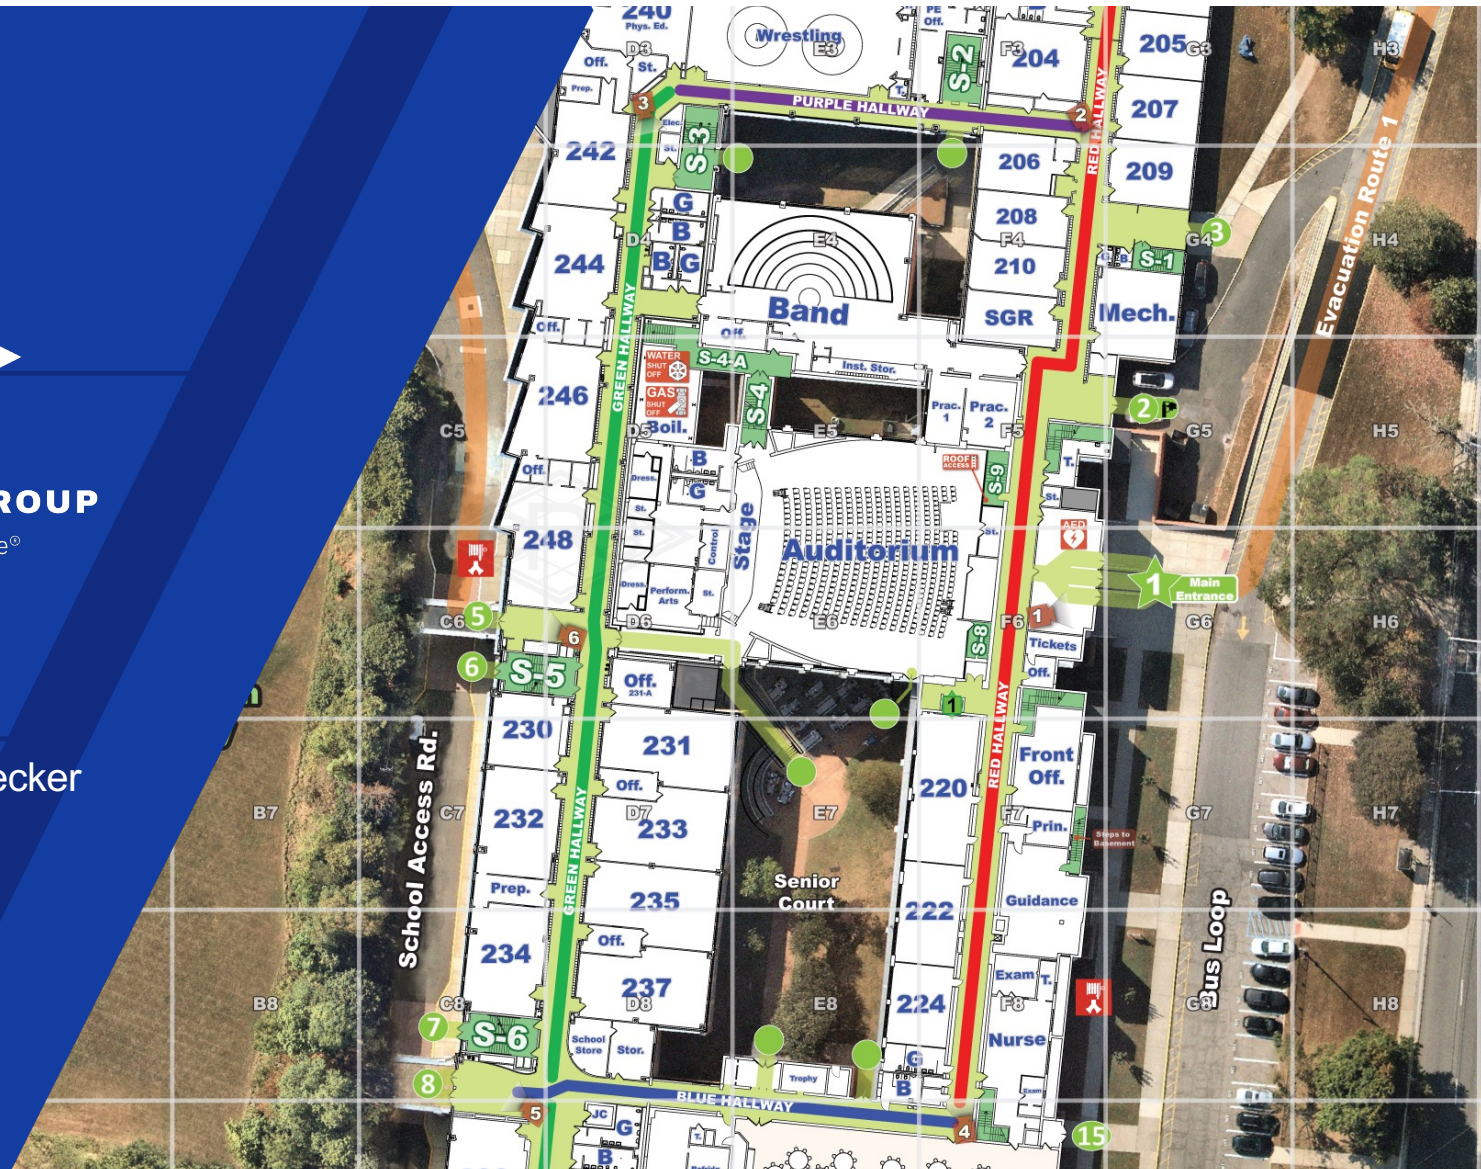 240
Phys. Ed.
D3
Off.
St.
Prep.
Wrestling
E3
PE
Off.
S-2
F3
204
205
G3
H3
T.
3
PURPLE HALLWAY
2
RED HALLWAY
207
Evacuation Route 1
Elec.
St.
S-3
242
206
209
G
B
B
G
D4
244
E4
208
F4
210
G4
3
H4
G
B
S-1
Band
SGR
Mech.
Off.
Off.
GREEN HALLWAY
S-4-A
WATER
SHUT
OFF
GAS
SHUT
OFF
Inst. Stor.
246
S-4
Prac.
1
Prac.
2
2
P
C5
D5
Boil.
E5
F5
G5
H5
ROUP
e®
Off.
B
G
Dress.
St.
St.
ROOF
ACCESS
S-9
T.
St.
248
Control
Stage
Auditorium
St.
AED
Dress.
Perform.
Arts
St.
1
Main
Entrance
5
C6
D6
E6
F6
1
G6
H6
6
6
S-5
S-8
Tickets
Off.
Off.
231-A
1
230
231
RED HALLWAY
Front
Off.
ecker
School Access Rd.
Off.
220
B7
C7
232
D7
233
E7
F7
G7
H7
Prin.
Steps to
Basement
GREEN HALLWAY
Prep.
235
Senior
Court
222
Guidance
Bus Loop
234
Off.
237
Exam
T.
B8
C8
D8
E8
224
F8
G8
H8
7
S-6
School
Store
Stor.
Nurse
G
8
Trophy
B
Exam
BLUE HALLWAY
5
JC
G
B
T.
4
15